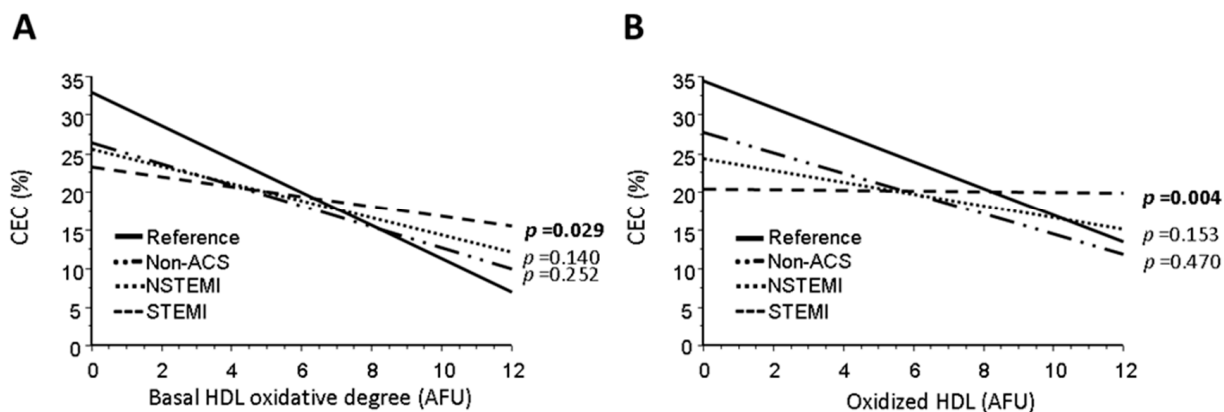 A
35
30
25
20
15
10
5
0
CEC (%)
Reference
Non-ACS
NSTEMI
STEMI
p=0.029
p=0.140
p=0.252
0 2 4 6 8 10 12
Basal HDL oxidative degree (AFU)
B
35
30
25
20
15
10
5
0
CEC (%)
Reference
Non-ACS
NSTEMI
STEMI
p=0.004
p=0.153
p=0.470
0 2 4 6 8 10 12
Oxidized HDL (AFU)